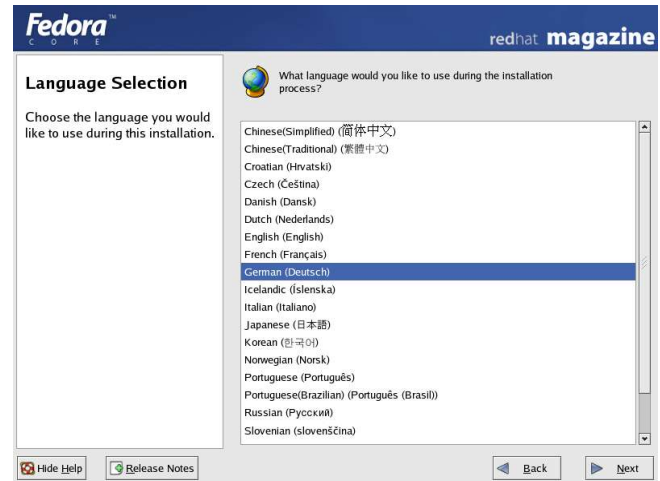 Fedora™
CORE
redhat magazine
Language Selection
Choose the language you would
like to use during this installation.
What language would you like to use during the installation
process?
Chinese(Simplified) (简体中文)
Chinese(Traditional) (繁體中文)
Croatian (Hrvatski)
Czech (Čeština)
Danish (Dansk)
Dutch (Nederlands)
English (English)
French (Français)
German (Deutsch)
Icelandic (Íslenska)
Italian (Italiano)
Japanese (日本語)
Korean (한국어)
Norwegian (Norsk)
Portuguese (Português)
Portuguese(Brazilian) (Português (Brasil))
Russian (Русский)
Slovenian (slovenščina)
Hide Help
Release Notes
Back
Next